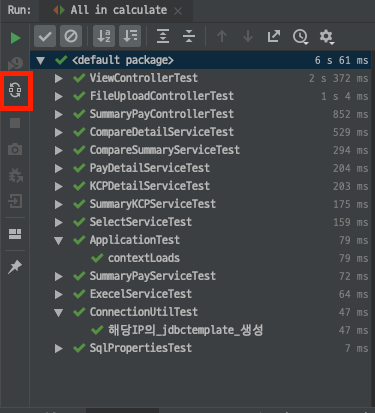 Run: All in calculate ×
<default package> 6 s 61 ms
ViewControllerTest 2 s 372 ms
FileUploadControllerTest 1 s 4 ms
SummaryPayControllerTest 852 ms
CompareDetailServiceTest 529 ms
CompareSummaryServiceTest 294 ms
PayDetailServiceTest 204 ms
KCPDetailServiceTest 203 ms
SummaryKCPServiceTest 175 ms
SelectServiceTest 159 ms
ApplicationTest 79 ms
contextLoads 79 ms
SummaryPayServiceTest 72 ms
ExecelServiceTest 64 ms
ConnectionUtilTest 47 ms
해당IP의_jdbctemplate_생성 47 ms
SqlPropertiesTest 7 ms